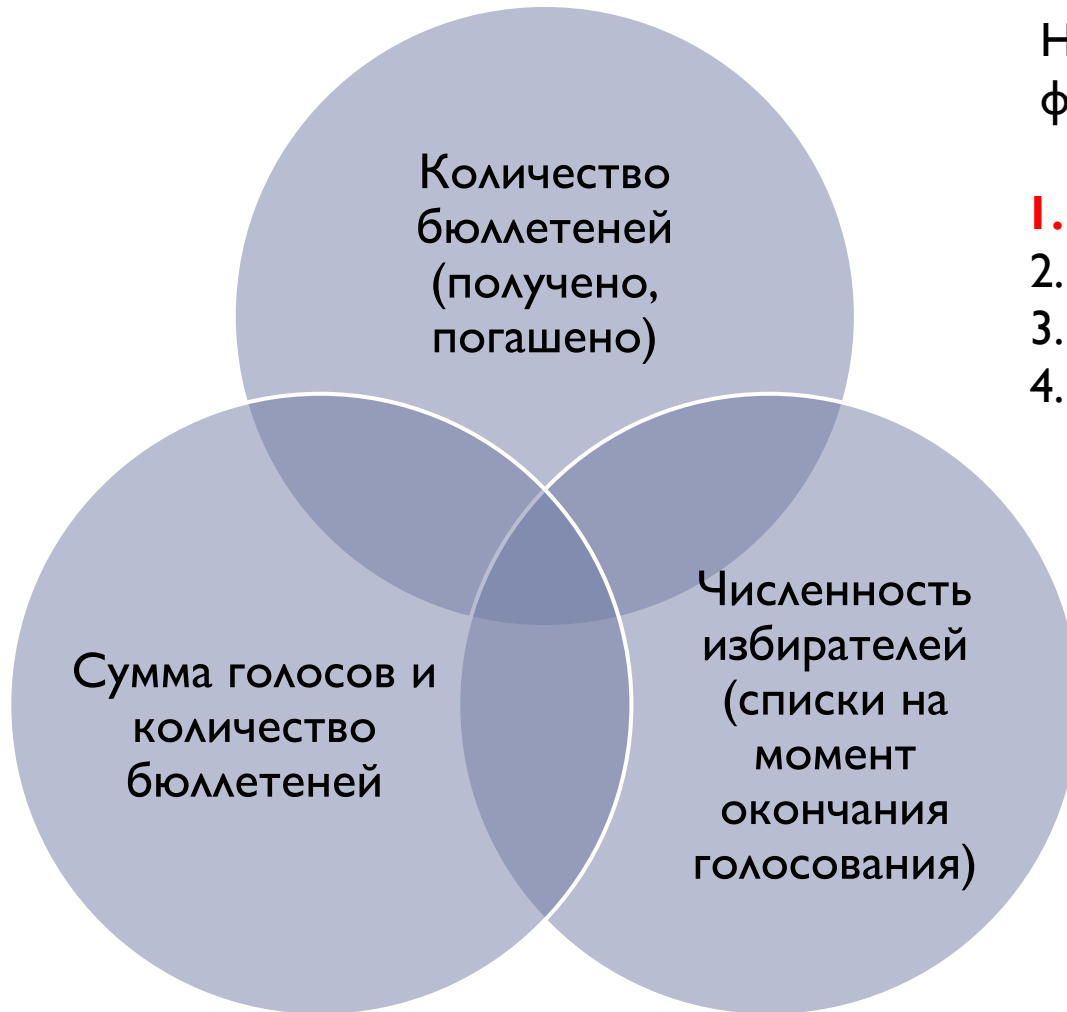 Количество
бюллетеней
(получено,
погашено)
Сумма голосов и
количество
бюллетеней
Численность
избирателей
(списки на
момент
окончания
голосования)
1.
2.
3.
4.